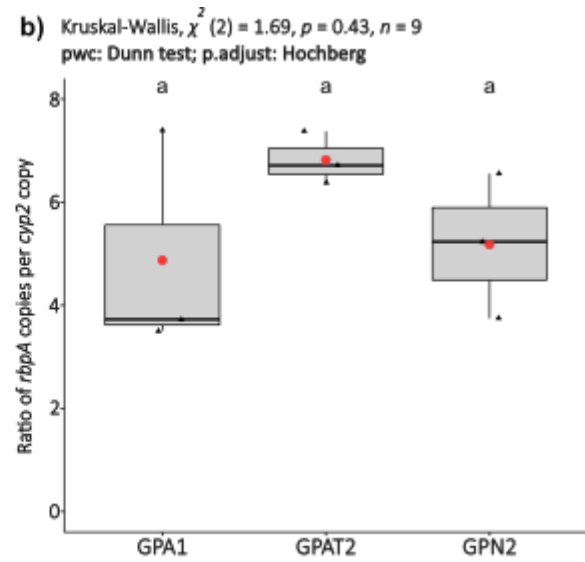 b) Kruskal-Wallis, χ² (2) = 1.69, p = 0.43, n = 9
pwc: Dunn test; p.adjust: Hochberg
a a a
Ratio of rbpA copies per cyp2 copy
8
6
4
2
0
GPA1 GPAT2 GPN2